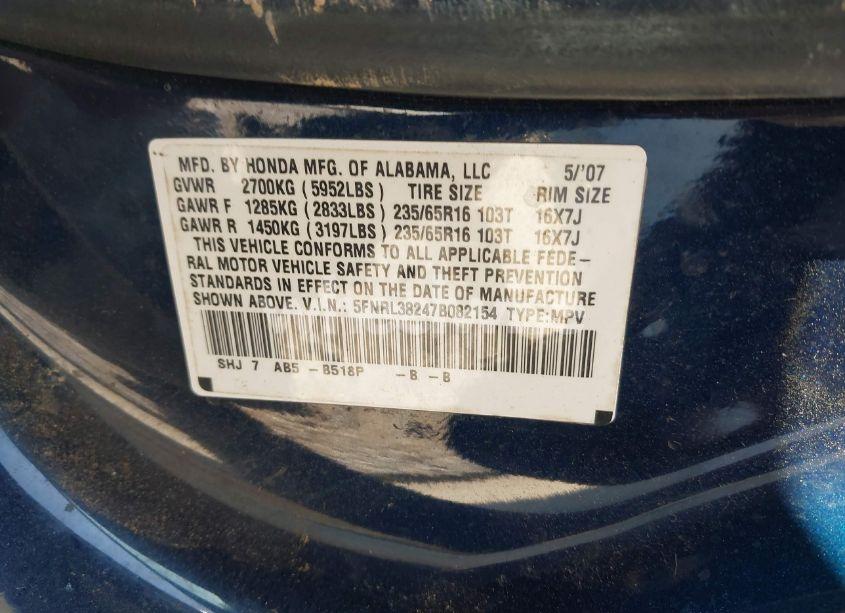 MFD. BY HONDA MFG. OF ALABAMA, LLC 5/'07
GVWR 2700KG (5952LBS) TIRE SIZE RIM SIZE
GAWR F 1285KG (2833LBS) 235/65R16 103T 16X7J
GAWR R 1450KG (3197LBS) 235/65R16 103T 16X7J
THIS VEHICLE CONFORMS TO ALL APPLICABLE FEDE-
RAL MOTOR VEHICLE SAFETY AND THEFT PREVENTION
STANDARDS IN EFFECT ON THE DATE OF MANUFACTURE
SHOWN ABOVE. V.I.N.: 5FNRL38247B082154 TYPE:MPV
SHJ 7 AB5 -B518P -B -B